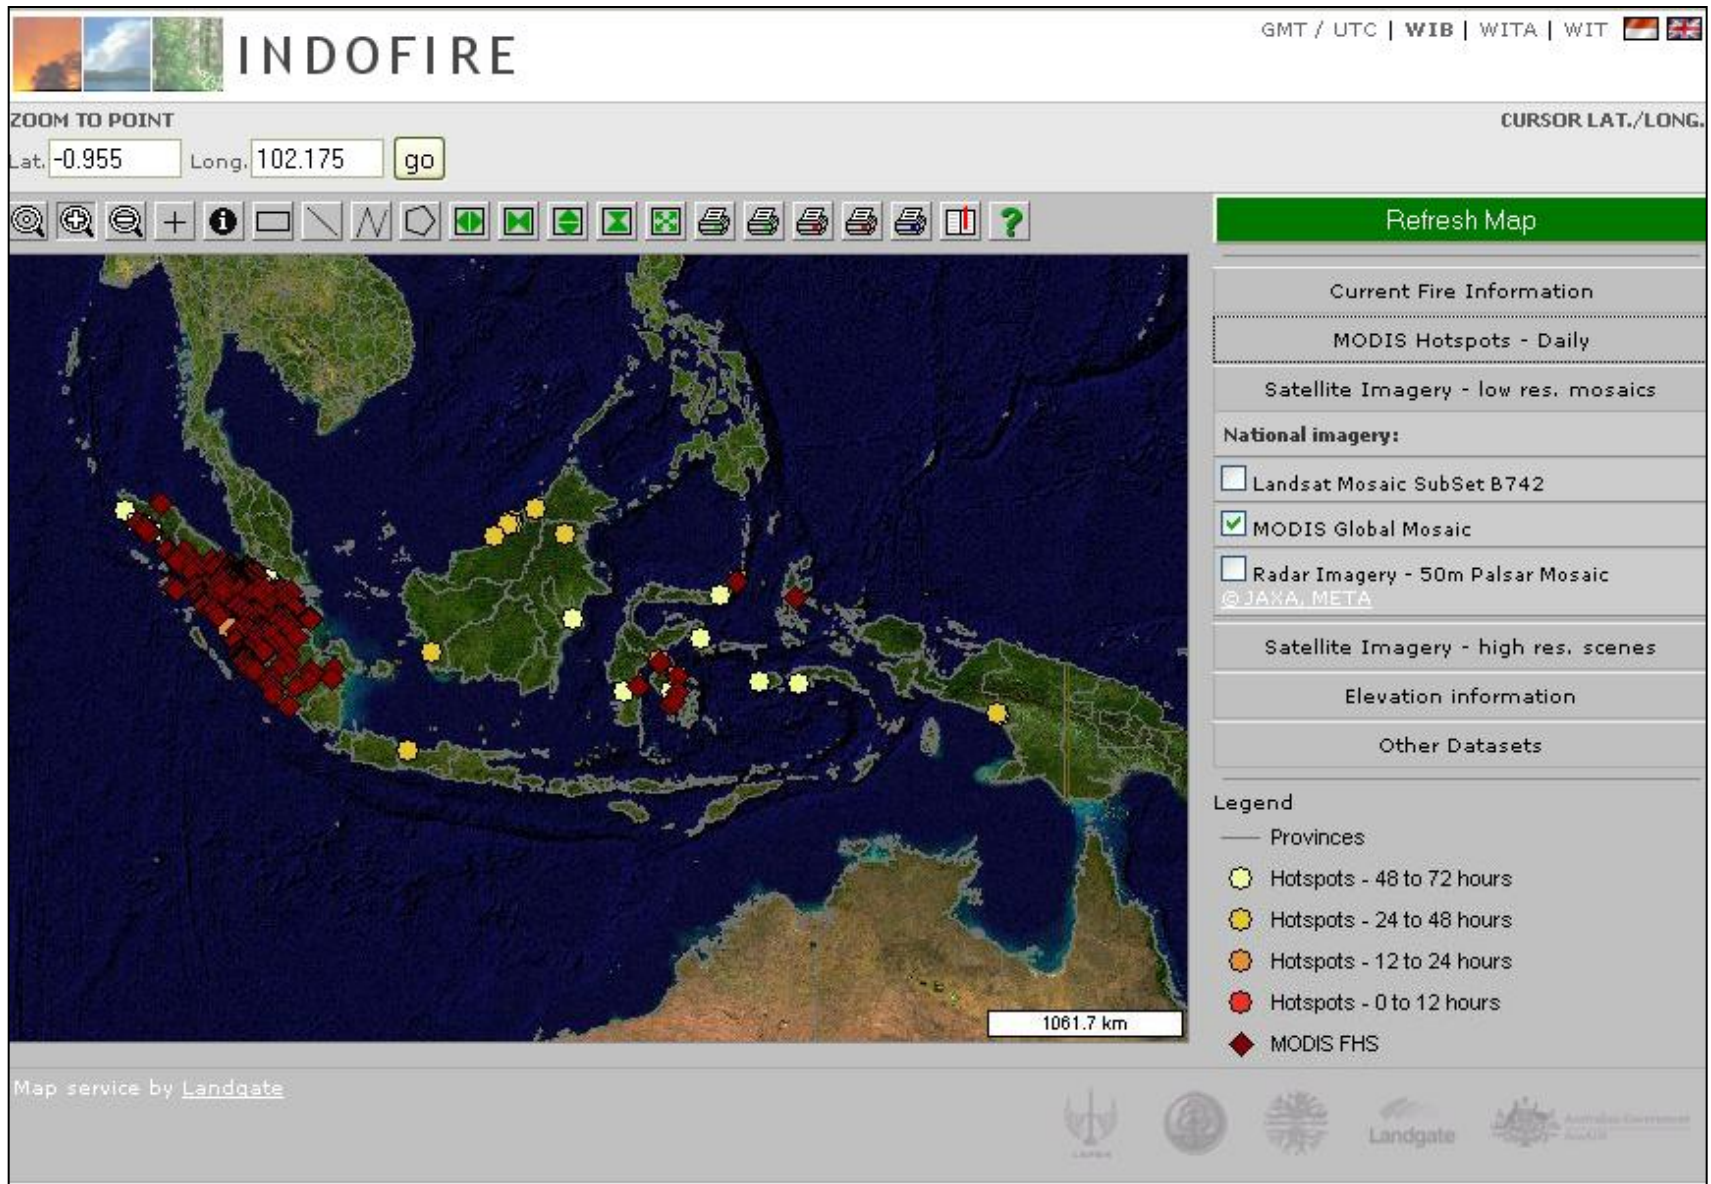 INDOFIRE
GMT / UTC | WIB | WITA | WIT
ZOOM TO POINT
CURSOR LAT./LONG.
Lat. -0.955 Long. 102.175 go
Refresh Map
Current Fire Information
MODIS Hotspots - Daily
Satellite Imagery - low res. mosaics
National imagery:
Landsat Mosaic SubSet B742
MODIS Global Mosaic
Radar Imagery - 50m Palsar Mosaic
© JAXA, META
Satellite Imagery - high res. scenes
Elevation information
Other Datasets
Legend
Provinces
Hotspots - 48 to 72 hours
Hotspots - 24 to 48 hours
Hotspots - 12 to 24 hours
Hotspots - 0 to 12 hours
MODIS FHS
1061.7 km
Map service by Landgate
Landgate
Australian Government